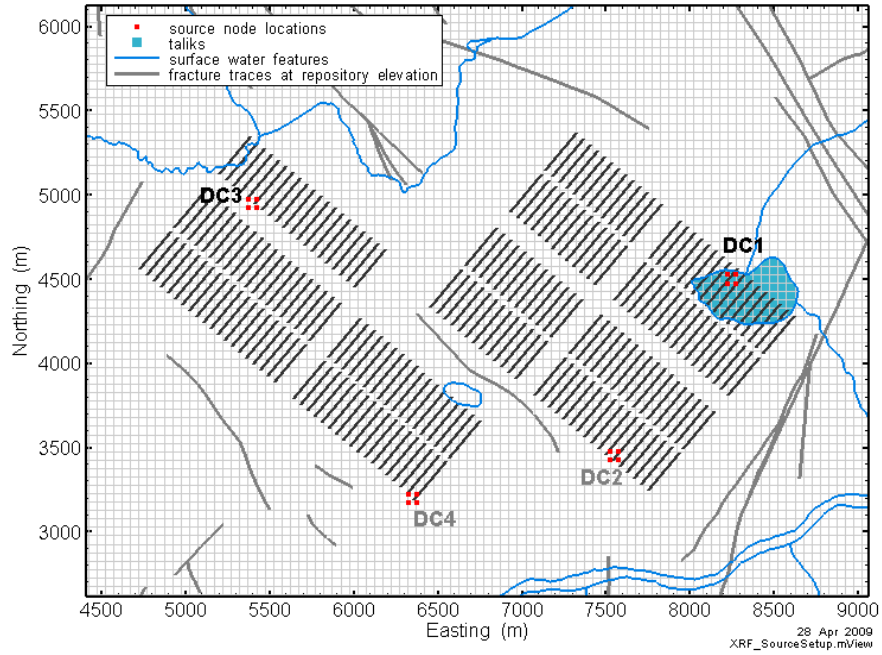 source node locations
taliks
surface water features
fracture traces at repository elevation
6000
5500
5000
4500
4000
3500
3000
Northing (m)
DC3
DC1
DC2
DC4
4500 5000 5500 6000 6500 7000 7500 8000 8500 9000
Easting (m)
28 Apr 2009
XRF_SourceSetup.mView